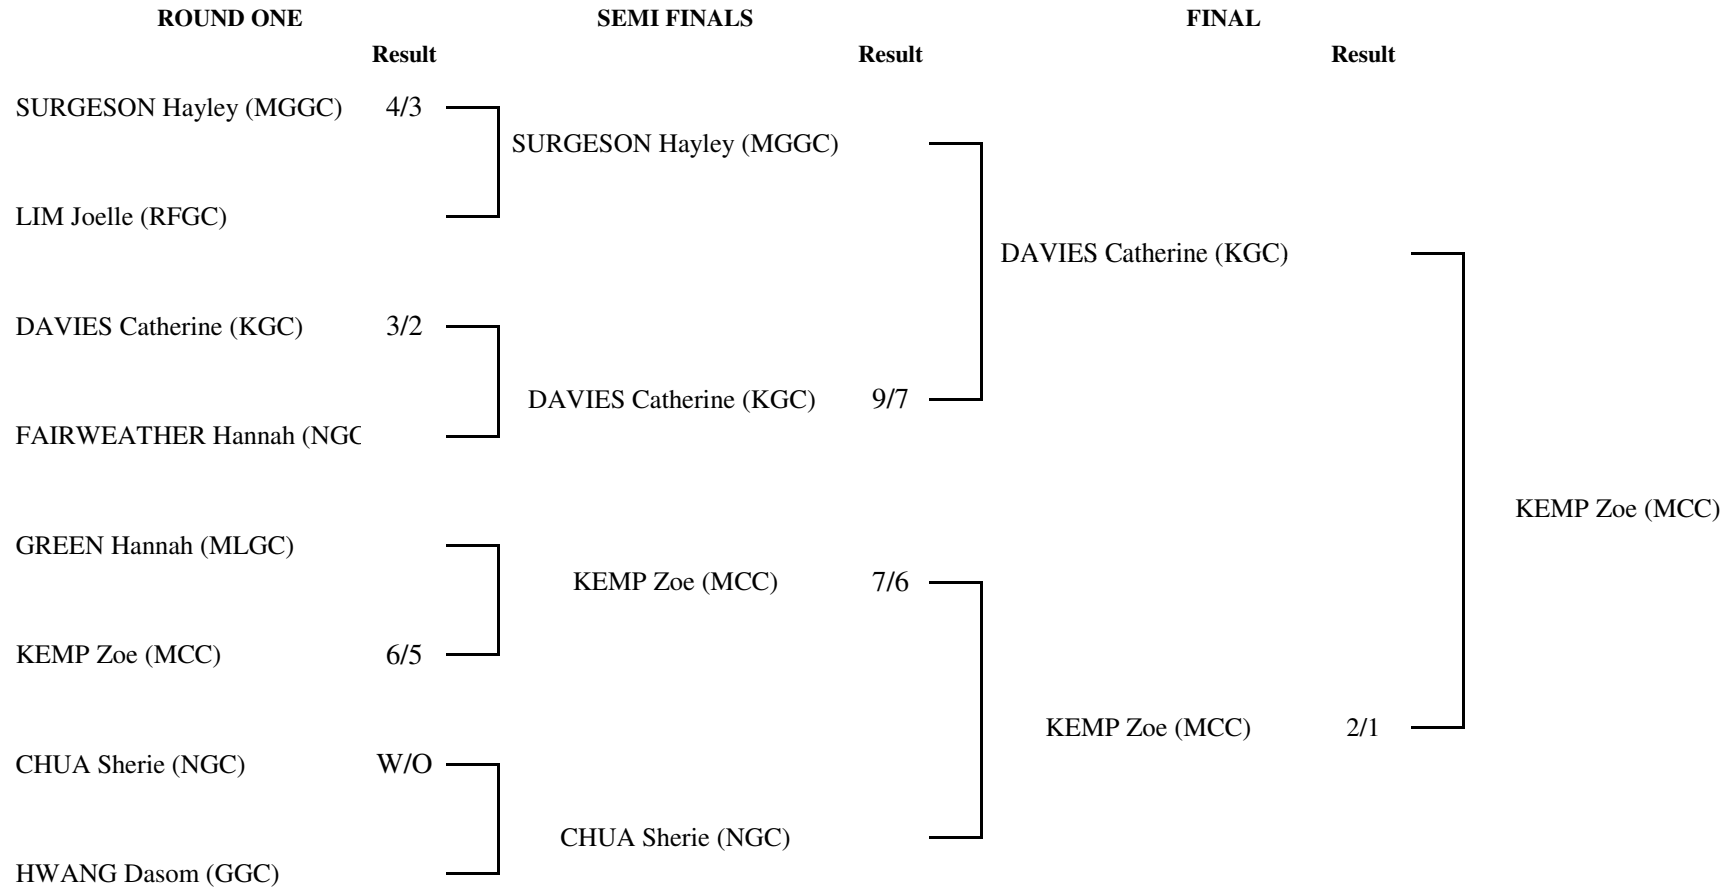 ROUND ONE SEMI FINALS FINAL
Result Result Result
SURGESON Hayley (MGGC) 4/3
SURGESON Hayley (MGGC)
LIM Joelle (RFGC)
DAVIES Catherine (KGC)
DAVIES Catherine (KGC) 3/2
DAVIES Catherine (KGC) 9/7
FAIRWEATHER Hannah (NGC
KEMP Zoe (MCC)
GREEN Hannah (MLGC)
KEMP Zoe (MCC) 7/6
KEMP Zoe (MCC) 6/5
KEMP Zoe (MCC) 2/1
CHUA Sherie (NGC) W/O
CHUA Sherie (NGC)
HWANG Dasom (GGC)